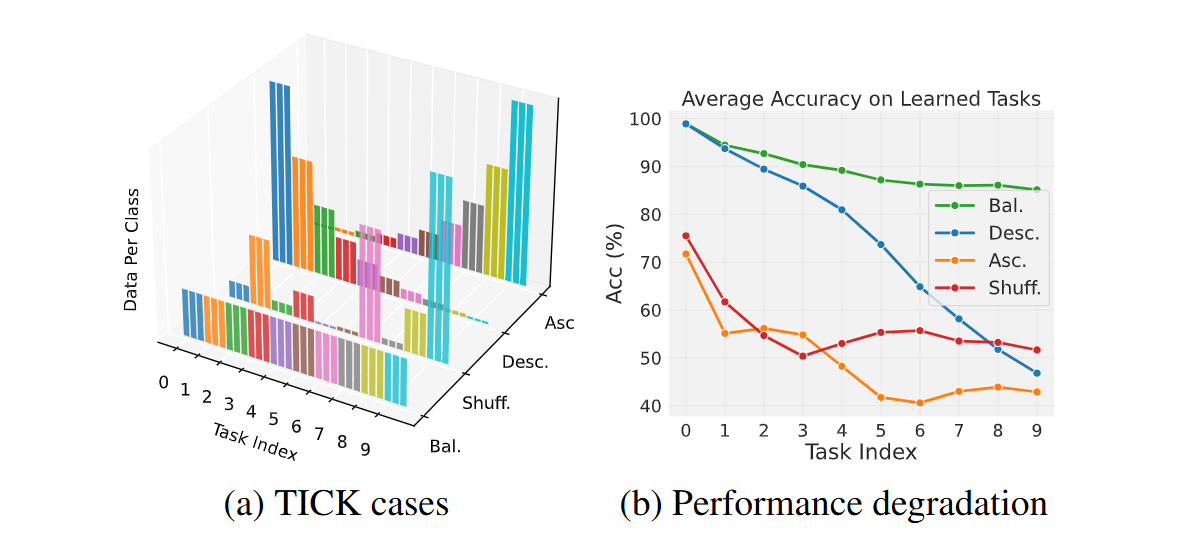 Data Per Class
0 1 2 3 4 5 6 7 8 9
Task Index
Bal.
Shuff.
Desc.
Asc
(a) TICK cases
Average Accuracy on Learned Tasks
100
90
80
70
60
50
40
Acc (%)
Bal.
Desc.
Asc.
Shuff.
0 1 2 3 4 5 6 7 8 9
Task Index
(b) Performance degradation